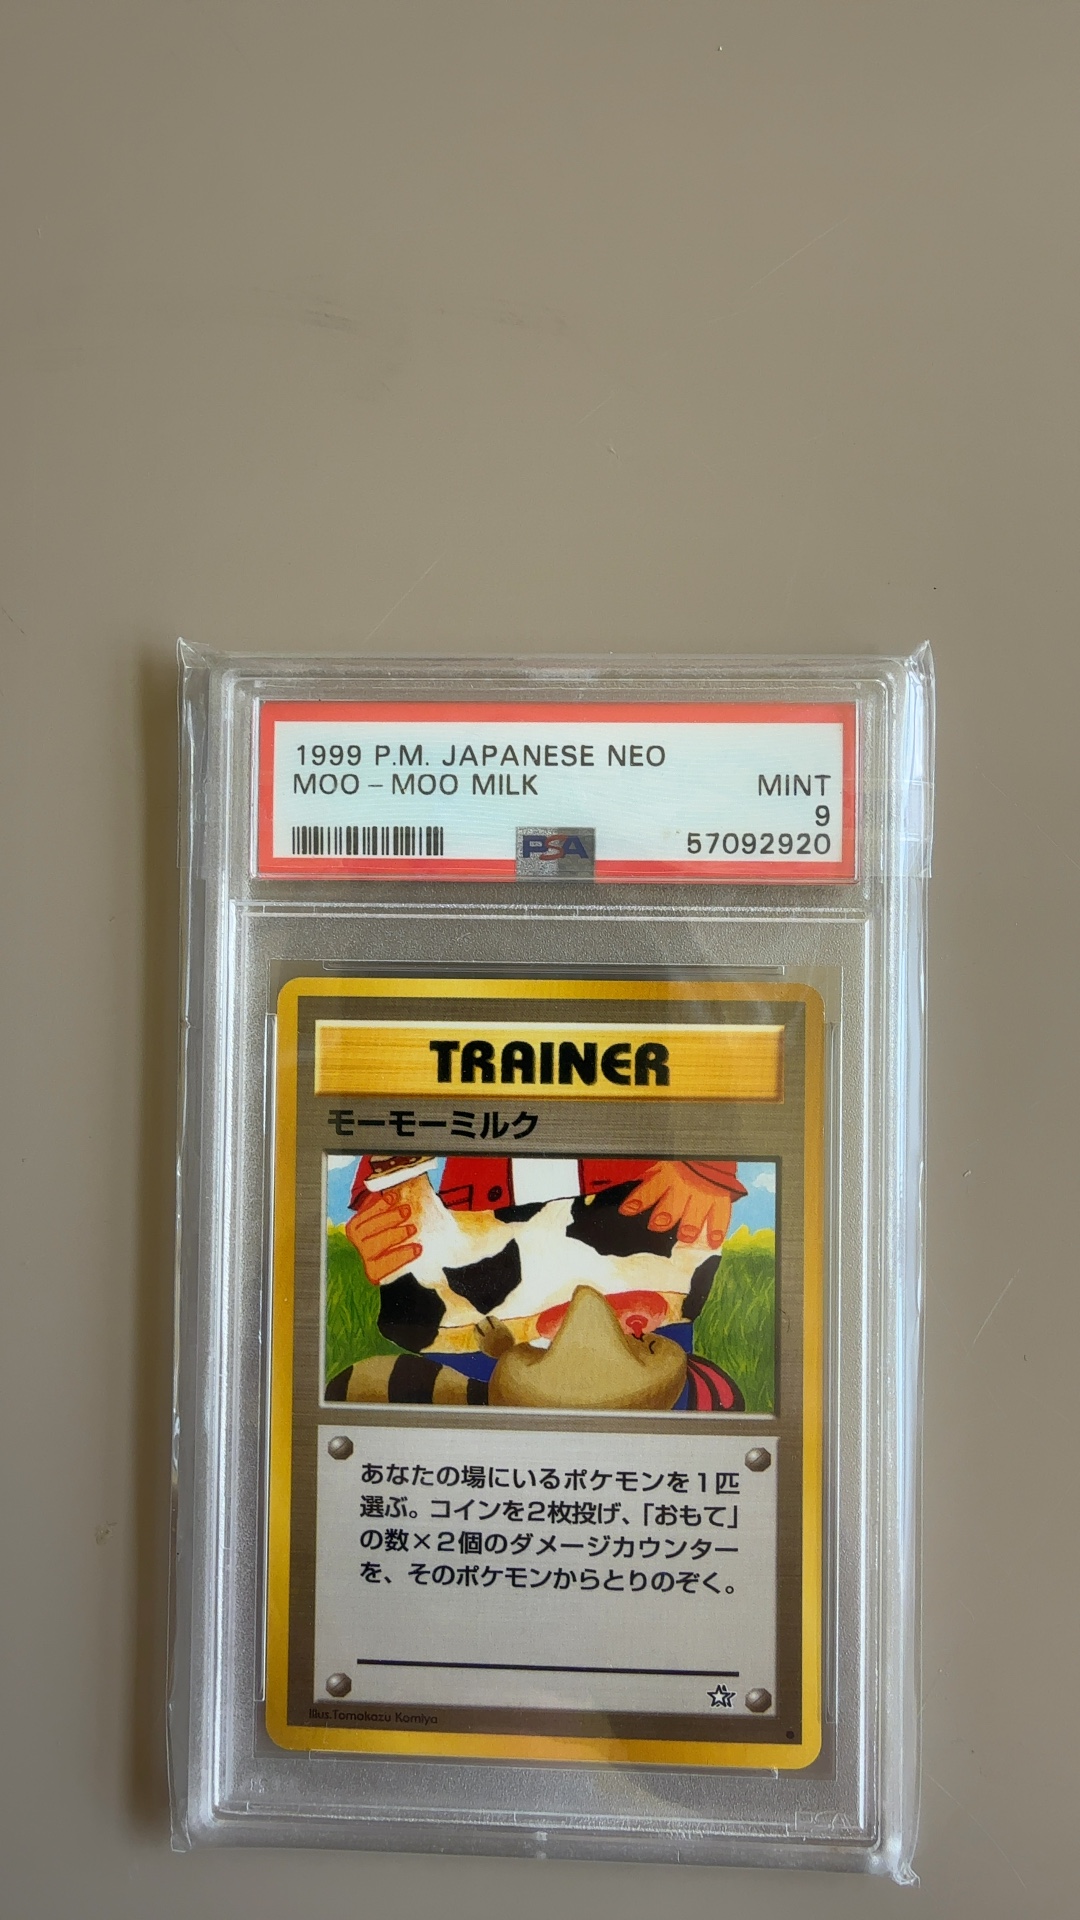 1999 P.M. JAPANESE NEO
MOO-MOO MILK
MINT
9
57092920
PSA
TRAINER
モーモーミルク
あなたの場にいるポケモンを1匹
選ぶ。コインを2枚投げ、「おもて」
の数×2個のダメージカウンター
を、そのポケモンからとりのぞく。
Illus.Tomokazu Komiya
PSA